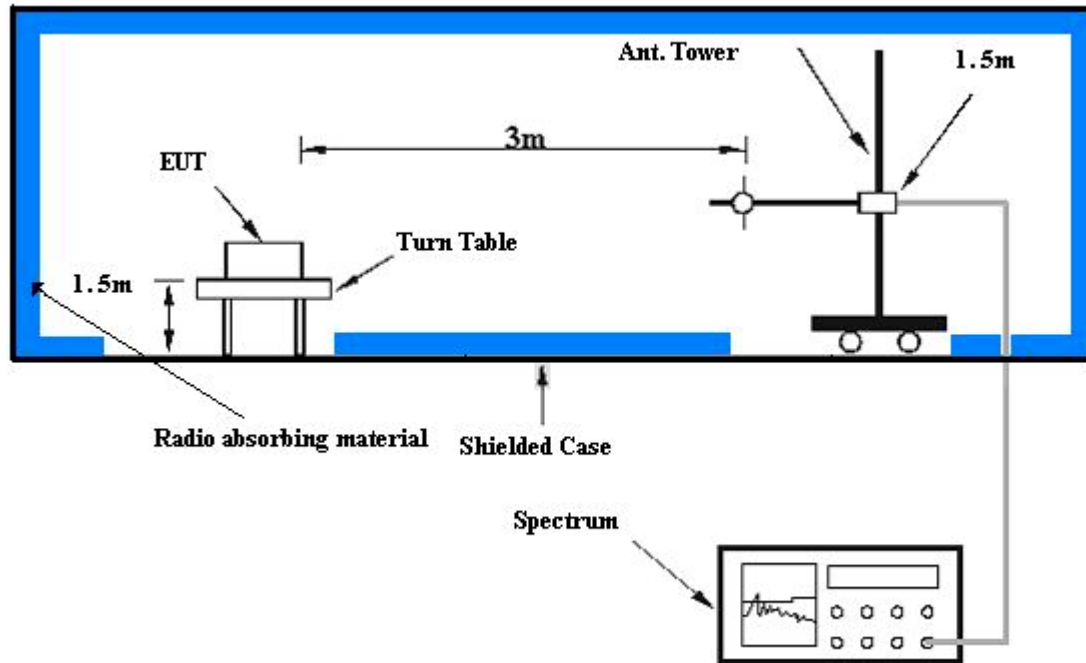 Ant. Tower
1.5m
3m
EUT
Turn Table
1.5m
Radio absorbing material
Shielded Case
Spectrum